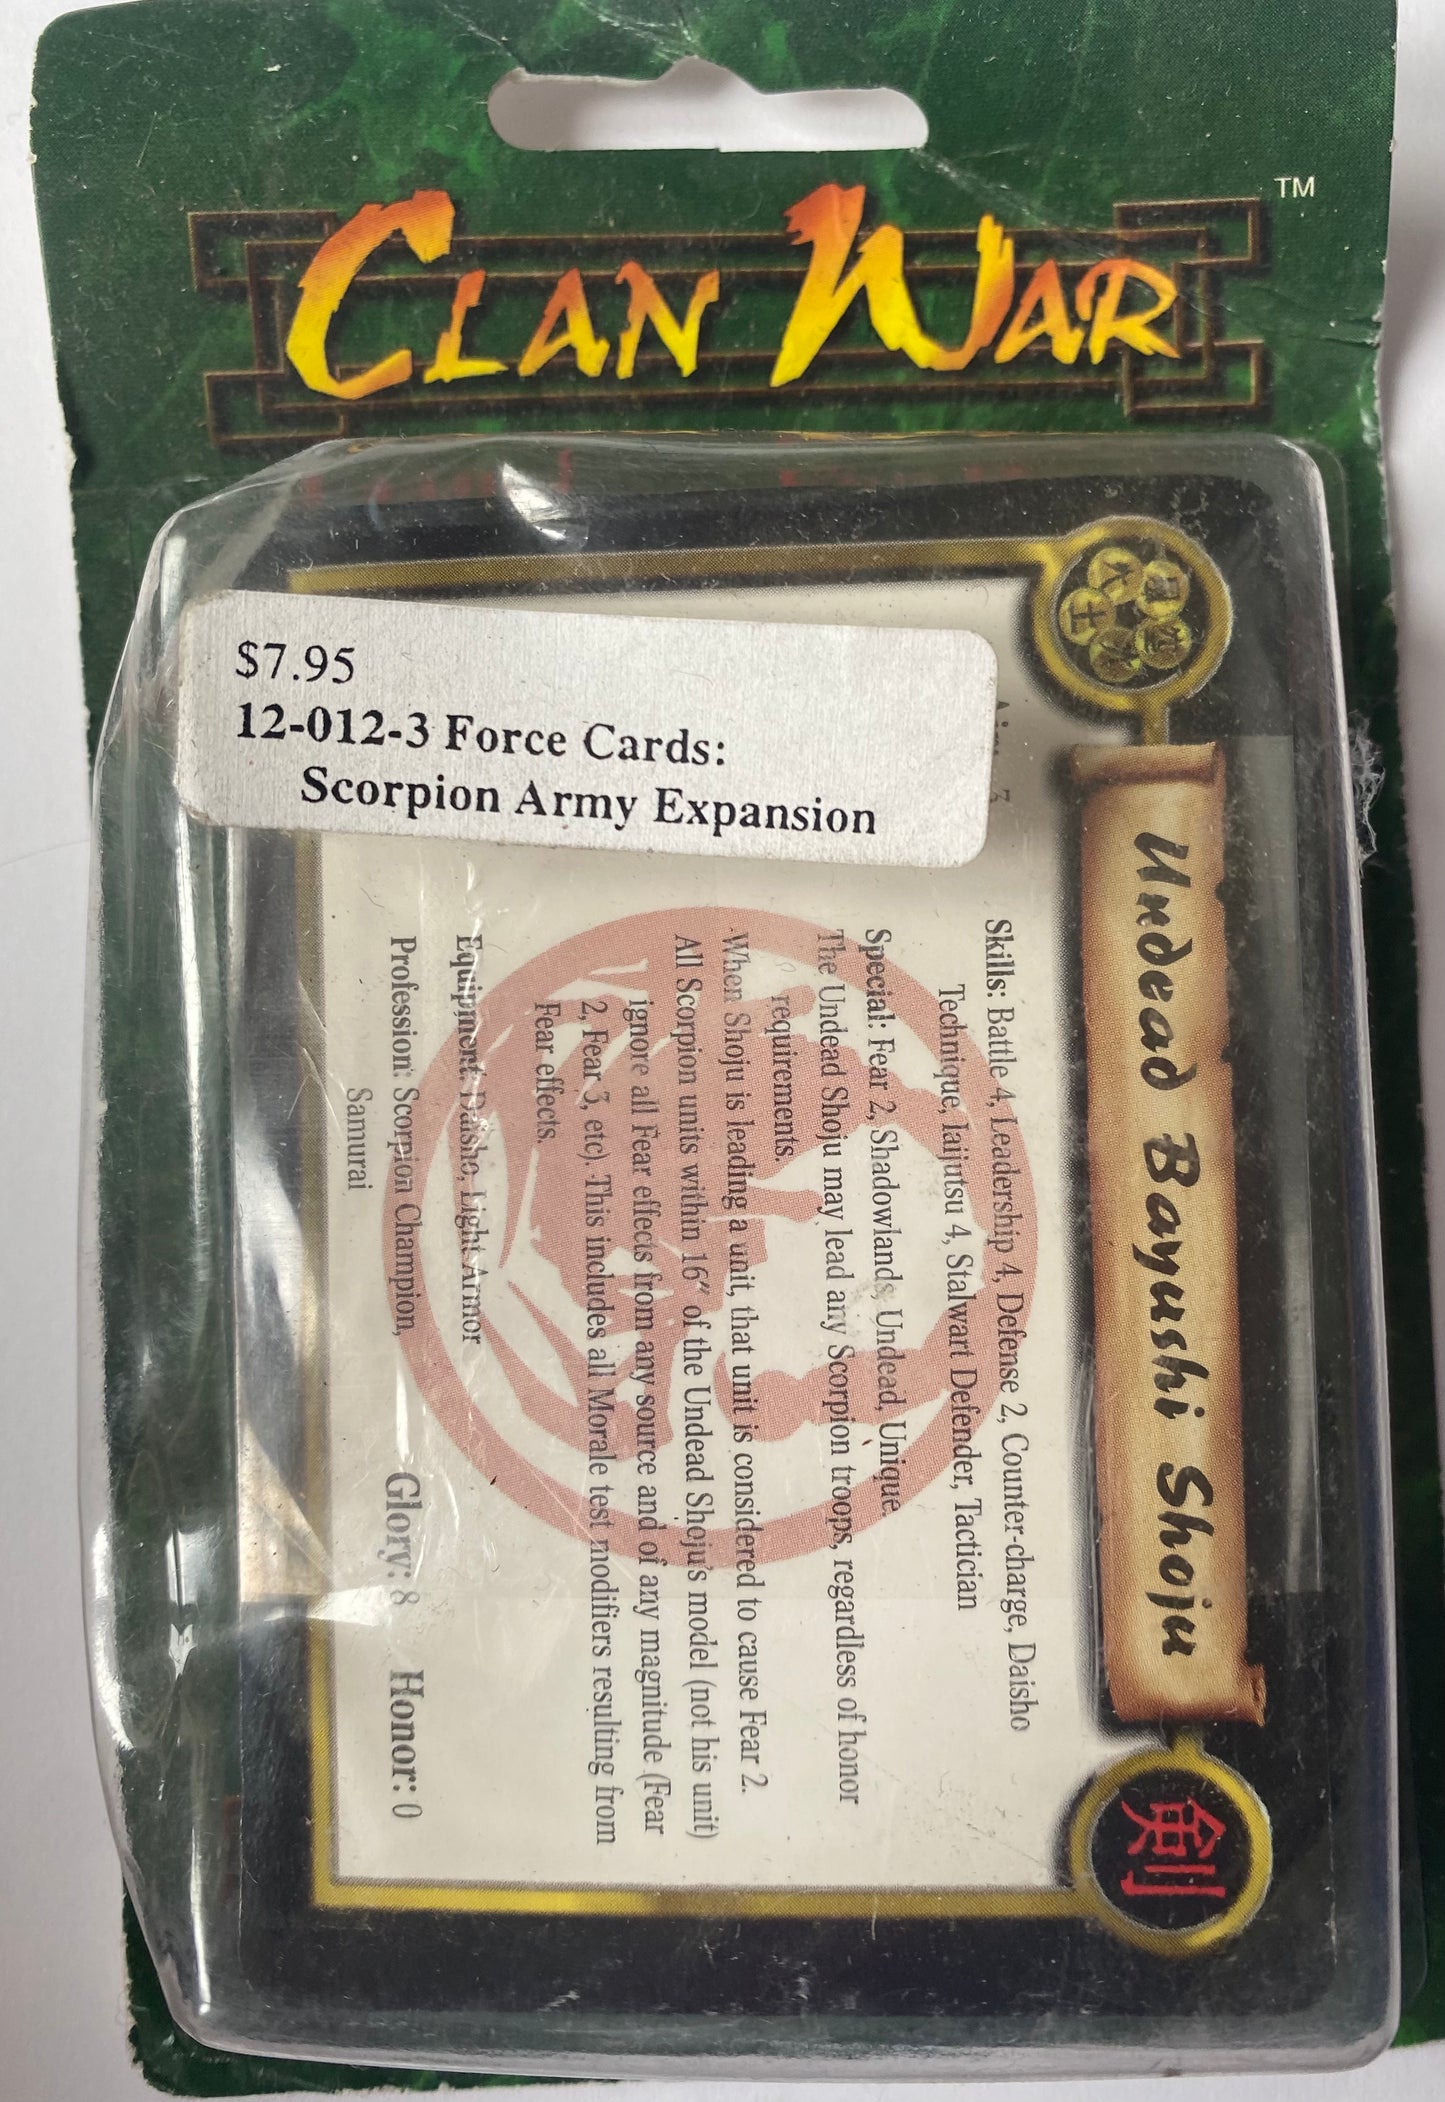 CLAN WAR
TM
$7.95
12-012-3 Force Cards:
Scorpion Army Expansion
Undead Bayushi Shoju
剣
Skills: Battle 4, Leadership 4, Defense 2, Counter-charge, Daisho
Technique, Iaijutsu 4, Stalwart Defender, Tactician
Special: Fear 2, Shadowlands, Undead, Unique.
The Undead Shoju may lead any Scorpion troops, regardless of honor
requirements.
When Shoju is leading a unit, that unit is considered to cause Fear 2.
All Scorpion units within 16" of the Undead Shoju's model (not his unit)
ignore all Fear effects from any source and of any magnitude (Fear
2, Fear 3, etc). This includes all Morale test modifiers resulting from
Fear effects.
Equipment: Daisho, Light Armor
Profession: Scorpion Champion,
Samurai
Glory: 8
Honor: 0